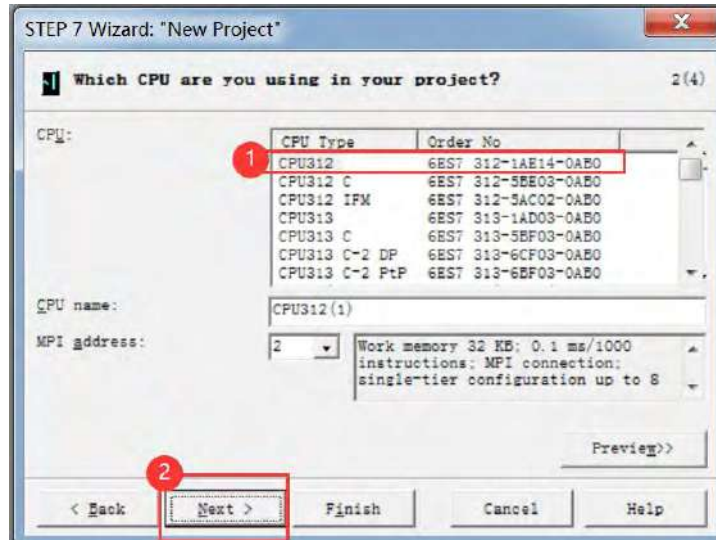 STEP 7 Wizard: "New Project"
Which CPU are you using in your project? 2(4)
CPU:
CPU Type Order No
1
CPU312 6ES7 312-1AE14-0AB0
CPU312 C 6ES7 312-5BE03-0AB0
CPU312 IFM 6ES7 312-5AC02-0AB0
CPU313 6ES7 313-1AD03-0AB0
CPU313 C 6ES7 313-5BF03-0AB0
CPU313 C-2 DP 6ES7 313-6CF03-0AB0
CPU313 C-2 PtP 6ES7 313-6BF03-0AB0
CPU name: CPU312(1)
MPI address: 2
Work memory 32 KB; 0.1 ms/1000
instructions; MPI connection;
single-tier configuration up to 8
Preview>>
2
< Back Next > Finish Cancel Help